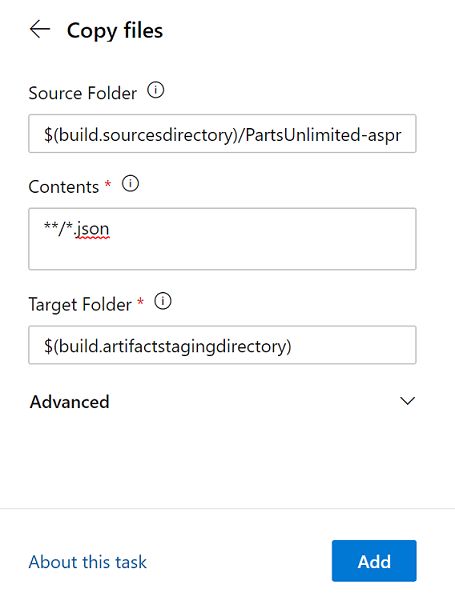 Copy files
Source Folder
$(build.sourcesdirectory)/PartsUnlimited-aspr
Contents *
**/*.json
Target Folder *
$(build.artifactstagingdirectory)
Advanced
About this task
Add